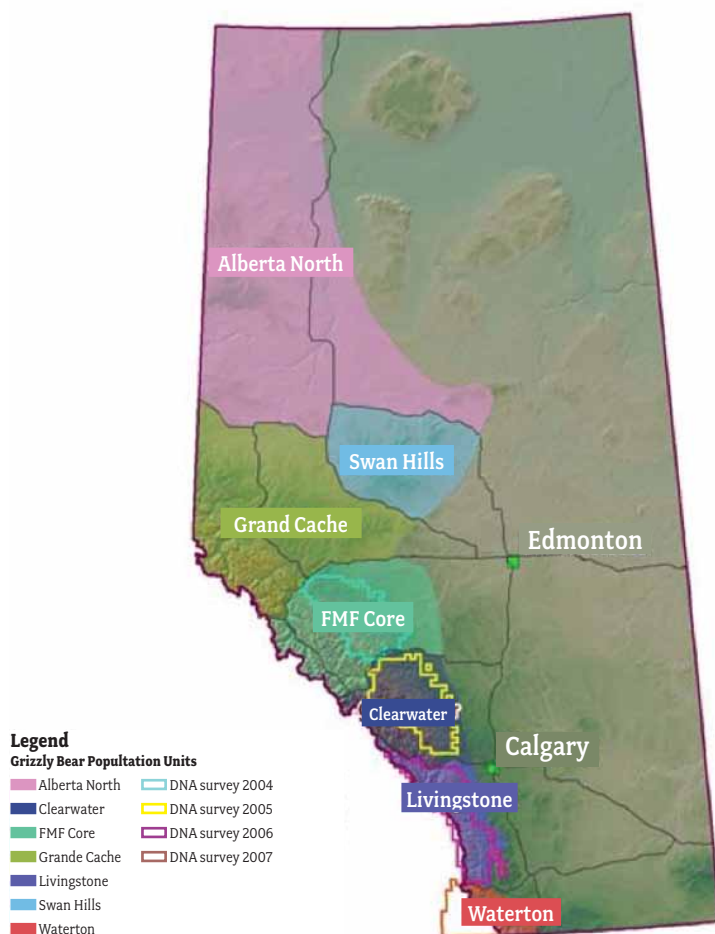 Alberta North
Swan Hills
Grand Cache
Edmonton
FMF Core
Clearwater
Calgary
Livingstone
Waterton
Legend
Grizzly Bear Popultation Units
Alberta North
Clearwater
FMF Core
Grande Cache
Livingstone
Swan Hills
Waterton
DNA survey 2004
DNA survey 2005
DNA survey 2006
DNA survey 2007